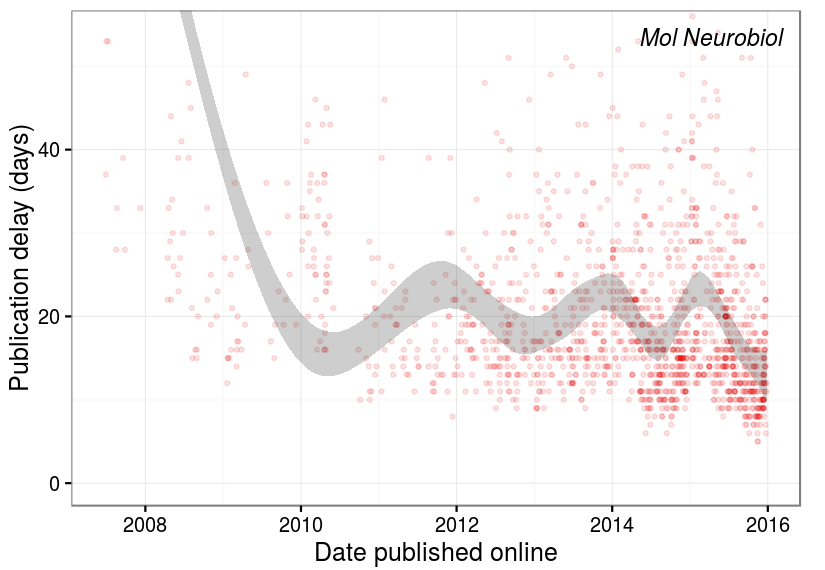 Mol Neurobiol
Publication delay (days)
40
20
0
2008 2010 2012 2014 2016
Date published online